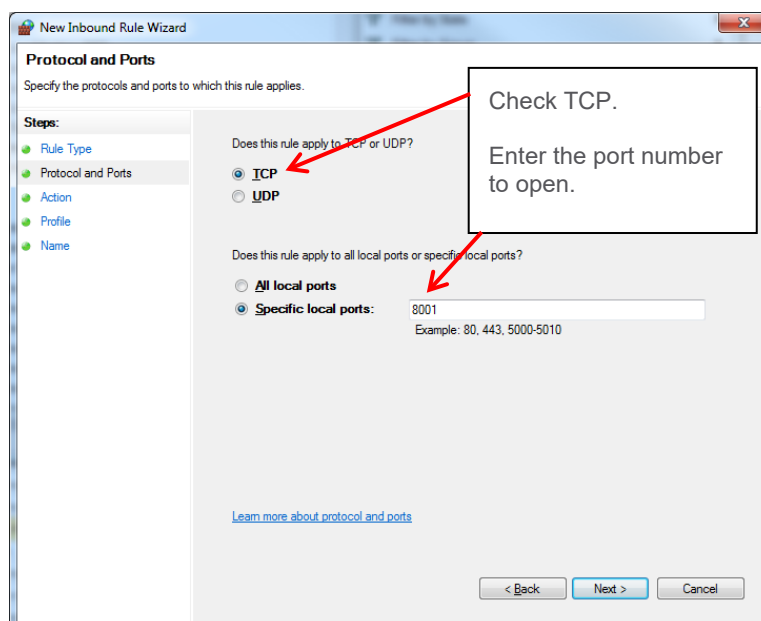 New Inbound Rule Wizard
Protocol and Ports
Specify the protocols and ports to which this rule applies.
Check TCP.
Enter the port number
to open.
Steps:
Rule Type
Protocol and Ports
Action
Profile
Name
Does this rule apply to TCP or UDP?
TCP
UDP
Does this rule apply to all local ports or specific local ports?
All local ports
Specific local ports: 8001
Example: 80, 443, 5000-5010
Learn more about protocol and ports
< Back Next > Cancel